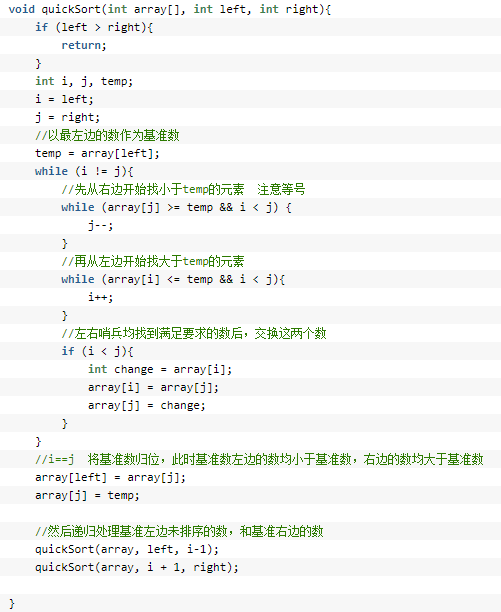 void quickSort(int array[], int left, int right){
    if (left > right){
        return;
    }
    int i, j, temp;
    i = left;
    j = right;
    //以最左边的数作为基准数
    temp = array[left];
    while (i != j){
        //先从右边开始找小于temp的元素  注意等号
        while (array[j] >= temp && i < j) {
            j--;
        }
        //再从左边开始找大于temp的元素
        while (array[i] <= temp && i < j){
            i++;
        }
        //左右哨兵均找到满足要求的数后，交换这两个数
        if (i < j){
            int change = array[i];
            array[i] = array[j];
            array[j] = change;
        }
    }
    //i==j  将基准数归位，此时基准数左边的数均小于基准数，右边的数均大于基准数
    array[left] = array[j];
    array[j] = temp;

    //然后递归处理基准左边未排序的数，和基准右边的数
    quickSort(array, left, i-1);
    quickSort(array, i + 1, right);

}